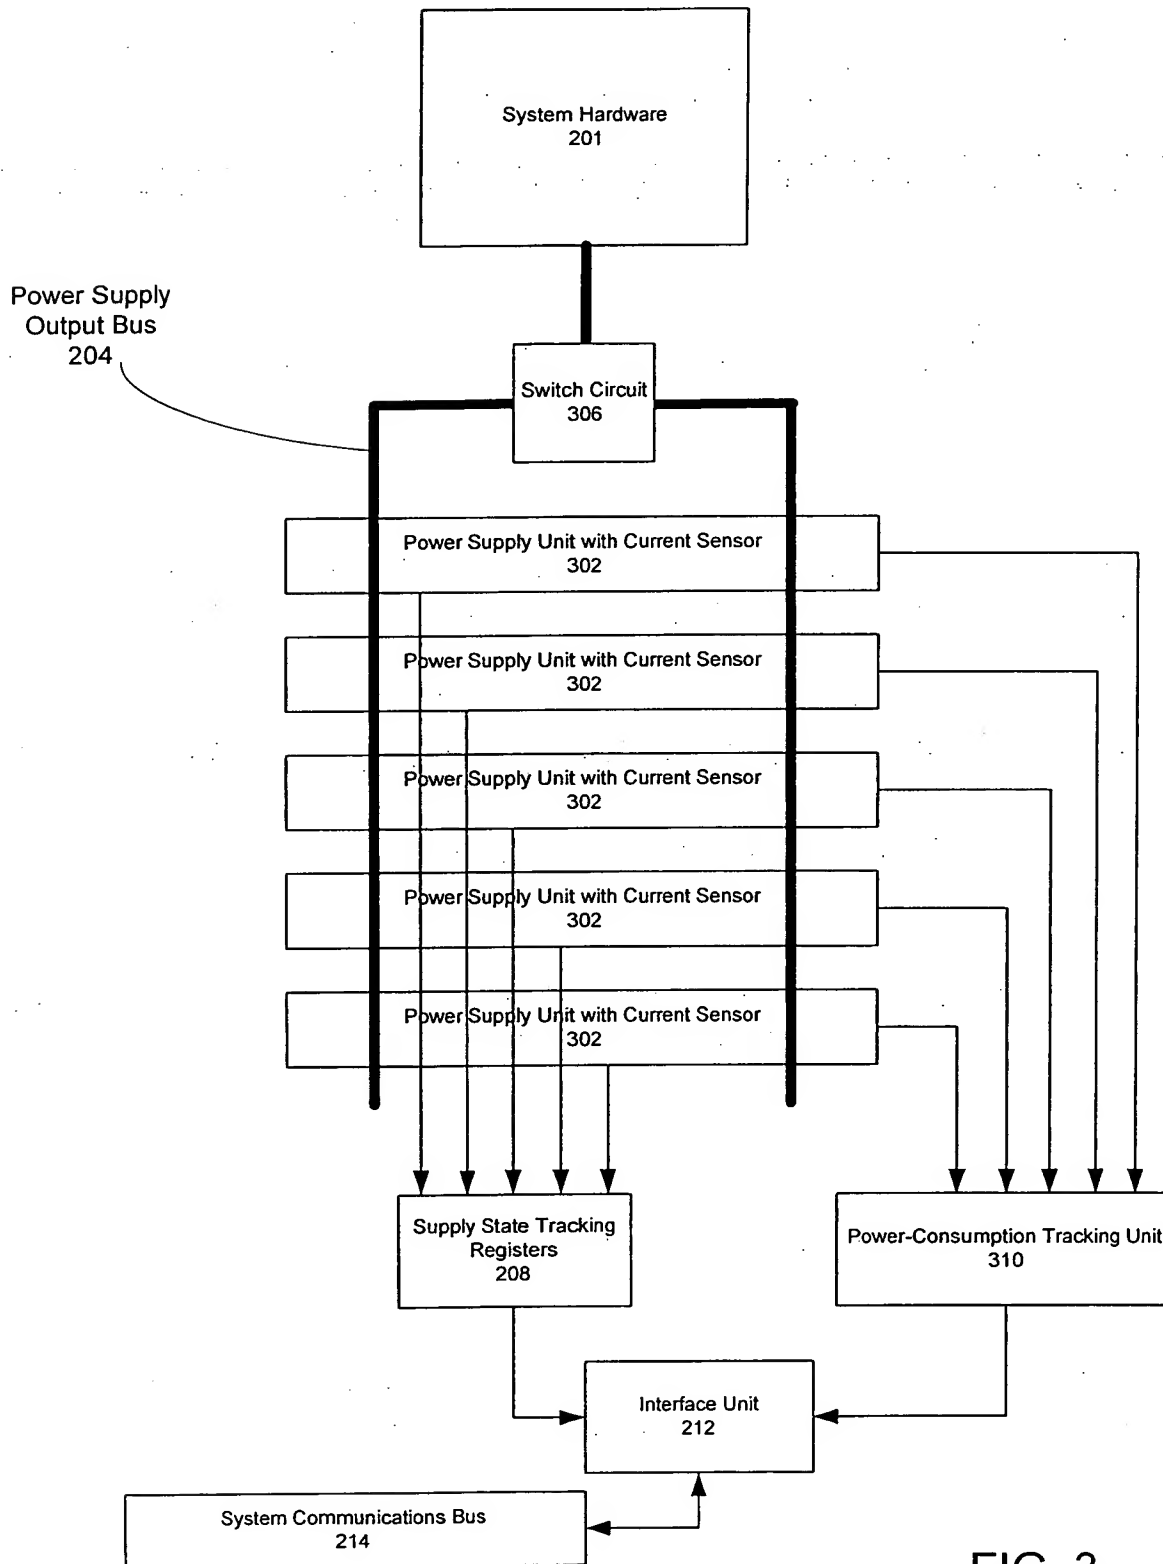 System Hardware
201
Power Supply
Output Bus
204
Switch Circuit
306
Power Supply Unit with Current Sensor
302
Power Supply Unit with Current Sensor
302
Power Supply Unit with Current Sensor
302
Power Supply Unit with Current Sensor
302
Power Supply Unit with Current Sensor
302
Supply State Tracking
Registers
208
Power-Consumption Tracking Unit
310
Interface Unit
212
System Communications Bus
214
FIG. 3